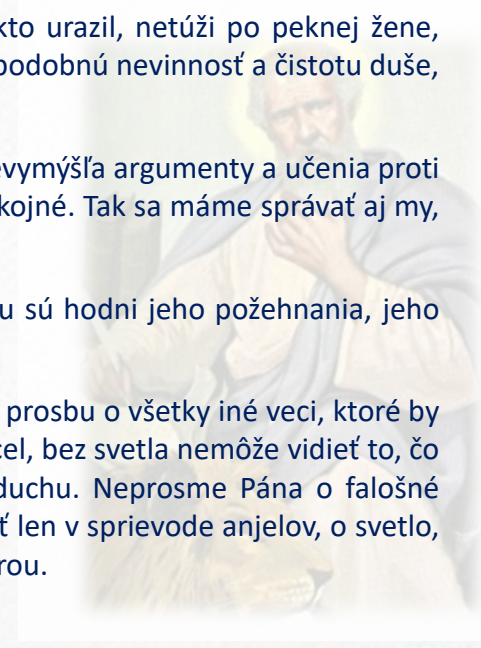 kto urazil, netúži po peknej žene,
podobnú nevinnosť a čistotu duše,
evymýšľa argumenty a učenia proti
kojné. Tak sa máme správať aj my,
u sú hodni jeho požehnania, jeho
prosbu o všetky iné veci, ktoré by
cel, bez svetla nemôže vidieť to, čo
duchu. Neprosme Pána o falošné
ť len v sprievode anjelov, o svetlo,
rou.